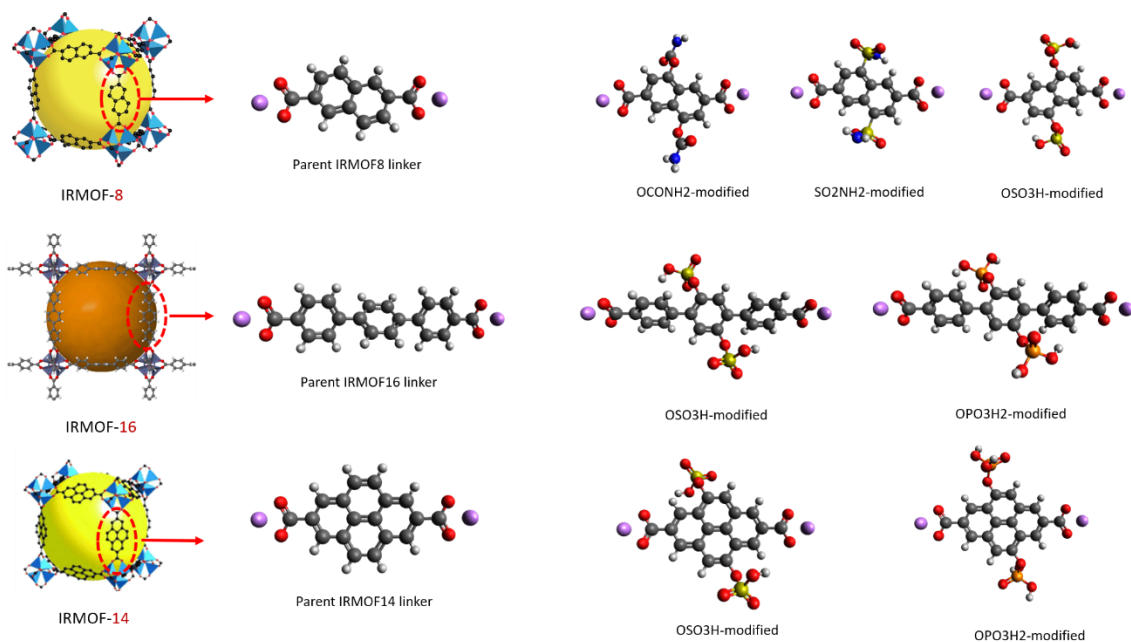 Parent IRMOF8 linker
OCONH2-modified
SO2NH2-modified
OSO3H-modified
IRMOF-8
Parent IRMOF16 linker
OSO3H-modified
OPO3H2-modified
IRMOF-16
Parent IRMOF14 linker
IRMOF-14
OSO3H-modified
OPO3H2-modified